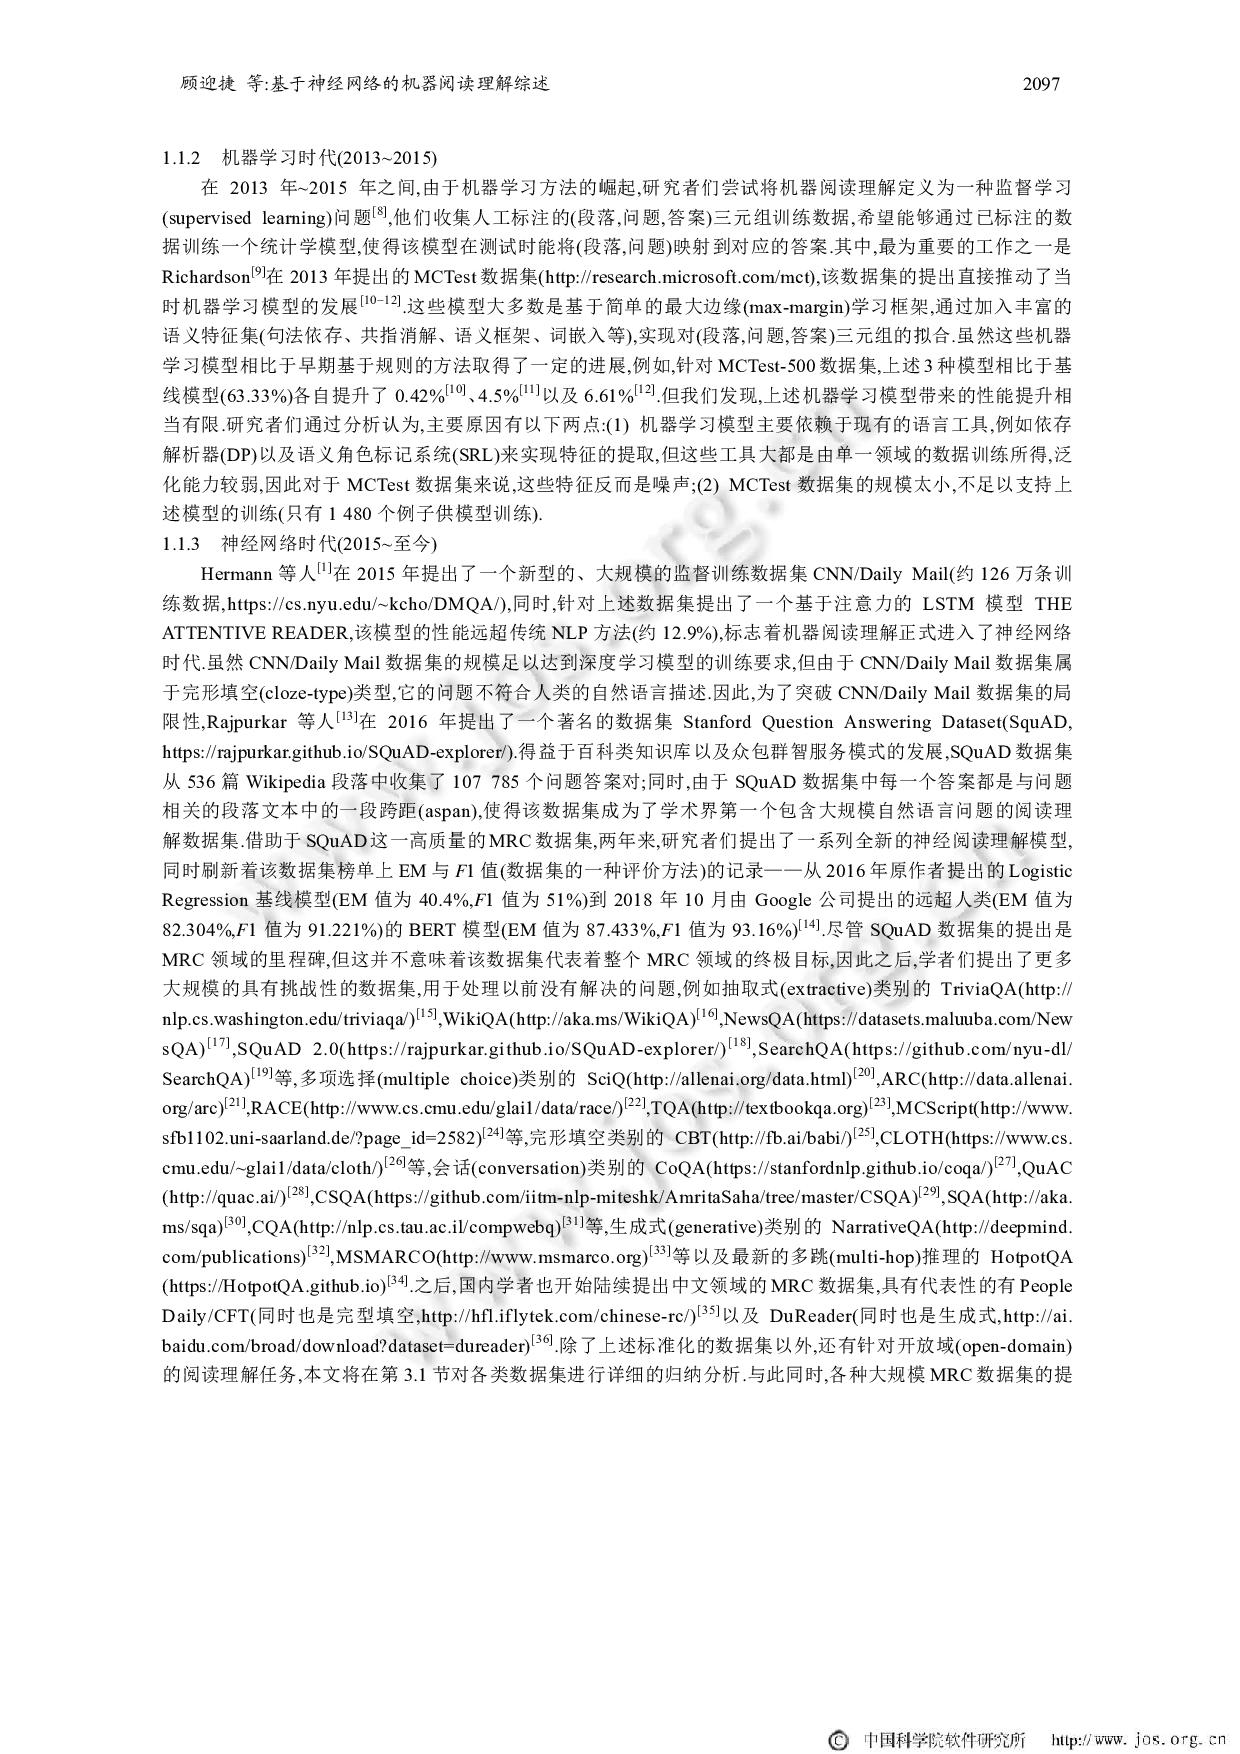 顾迎捷 等:基于神经网络的机器阅读理解综述 2097
1.1.2 机器学习时代(2013~2015)
在 2013 年~2015 年之间,由于机器学习方法的崛起,研究者们尝试将机器阅读理解定义为一种监督学习
(supervised learning)问题[8],他们收集人工标注的(段落,问题,答案)三元组训练数据,希望能够通过已标注的数
据训练一个统计学模型,使得该模型在测试时能将(段落,问题)映射到对应的答案.其中,最为重要的工作之一是
Richardson[9]在 2013 年提出的 MCTest 数据集(http://research.microsoft.com/mct),该数据集的提出直接推动了当
时机器学习模型的发展[10−12].这些模型大多数是基于简单的最大边缘(max-margin)学习框架,通过加入丰富的
语义特征集(句法依存、共指消解、语义框架、词嵌入等),实现对(段落,问题,答案)三元组的拟合.虽然这些机器
学习模型相比于早期基于规则的方法取得了一定的进展,例如,针对 MCTest-500 数据集,上述 3 种模型相比于基
线模型(63.33%)各自提升了 0.42%[10]、4.5%[11]以及 6.61%[12].但我们发现,上述机器学习模型带来的性能提升相
当有限.研究者们通过分析认为,主要原因有以下两点:(1) 机器学习模型主要依赖于现有的语言工具,例如依存
解析器(DP)以及语义角色标记系统(SRL)来实现特征的提取,但这些工具大都是由单一领域的数据训练所得,泛
化能力较弱,因此对于 MCTest 数据集来说,这些特征反而是噪声;(2) MCTest 数据集的规模太小,不足以支持上
述模型的训练(只有 1 480 个例子供模型训练).
1.1.3 神经网络时代(2015~至今)
Hermann 等人[1]在 2015 年提出了一个新型的、大规模的监督训练数据集 CNN/Daily Mail(约 126 万条训
练数据,https://cs.nyu.edu/~kcho/DMQA/),同时,针对上述数据集提出了一个基于注意力的 LSTM 模型 THE
ATTENTIVE READER,该模型的性能远超传统 NLP 方法(约 12.9%),标志着机器阅读理解正式进入了神经网络
时代.虽然 CNN/Daily Mail 数据集的规模足以达到深度学习模型的训练要求,但由于 CNN/Daily Mail 数据集属
于完形填空(cloze-type)类型,它的问题不符合人类的自然语言描述.因此,为了突破 CNN/Daily Mail 数据集的局
限性,Rajpurkar 等人[13]在 2016 年提出了一个著名的数据集 Stanford Question Answering Dataset(SquAD,
https://rajpurkar.github.io/SQuAD-explorer/).得益于百科类知识库以及众包群智服务模式的发展,SQuAD 数据集
从 536 篇 Wikipedia 段落中收集了 107 785 个问题答案对;同时,由于 SQuAD 数据集中每一个答案都是与问题
相关的段落文本中的一段跨距(aspan),使得该数据集成为了学术界第一个包含大规模自然语言问题的阅读理
解数据集.借助于 SQuAD 这一高质量的 MRC 数据集,两年来,研究者们提出了一系列全新的神经阅读理解模型,
同时刷新着该数据集榜单上 EM 与 F1 值(数据集的一种评价方法)的记录——从 2016 年原作者提出的 Logistic
Regression 基线模型(EM 值为 40.4%,F1 值为 51%)到 2018 年 10 月由 Google 公司提出的远超人类(EM 值为
82.304%,F1 值为 91.221%)的 BERT 模型(EM 值为 87.433%,F1 值为 93.16%)[14].尽管 SQuAD 数据集的提出是
MRC 领域的里程碑,但这并不意味着该数据集代表着整个 MRC 领域的终极目标,因此之后,学者们提出了更多
大规模的具有挑战性的数据集,用于处理以前没有解决的问题,例如抽取式(extractive)类别的 TriviaQA(http://
nlp.cs.washington.edu/triviaqa/)[15],WikiQA(http://aka.ms/WikiQA)[16],NewsQA(https://datasets.maluuba.com/New
sQA)[17],SQuAD 2.0(https://rajpurkar.github.io/SQuAD-explorer/)[18],SearchQA(https://github.com/nyu-dl/
SearchQA)[19]等,多项选择(multiple choice)类别的 SciQ(http://allenai.org/data.html)[20],ARC(http://data.allenai.
org/arc)[21],RACE(http://www.cs.cmu.edu/glai1/data/race/)[22],TQA(http://textbookqa.org)[23],MCScript(http://www.
sfb1102.uni-saarland.de/?page_id=2582)[24]等,完形填空类别的 CBT(http://fb.ai/babi/)[25],CLOTH(https://www.cs.
cmu.edu/~glai1/data/cloth/)[26]等,会话(conversation)类别的 CoQA(https://stanfordnlp.github.io/coqa/)[27],QuAC
(http://quac.ai/)[28],CSQA(https://github.com/iitm-nlp-miteshk/AmritaSaha/tree/master/CSQA)[29],SQA(http://aka.
ms/sqa)[30],CQA(http://nlp.cs.tau.ac.il/compwebq)[31]等,生成式(generative)类别的 NarrativeQA(http://deepmind.
com/publications)[32],MSMARCO(http://www.msmarco.org)[33]等以及最新的多跳(multi-hop)推理的 HotpotQA
(https://HotpotQA.github.io)[34].之后,国内学者也开始陆续提出中文领域的 MRC 数据集,具有代表性的有 People
Daily/CFT(同时也是完型填空,http://hfl.iflytek.com/chinese-rc/)[35]以及 DuReader(同时也是生成式,http://ai.
baidu.com/broad/download?dataset=dureader)[36].除了上述标准化的数据集以外,还有针对开放域(open-domain)
的阅读理解任务,本文将在第 3.1 节对各类数据集进行详细的归纳分析.与此同时,各种大规模 MRC 数据集的提
www.jos.org.cn
www.jos.org.cn
© 中国科学院软件研究所 http://www.jos.org.cn